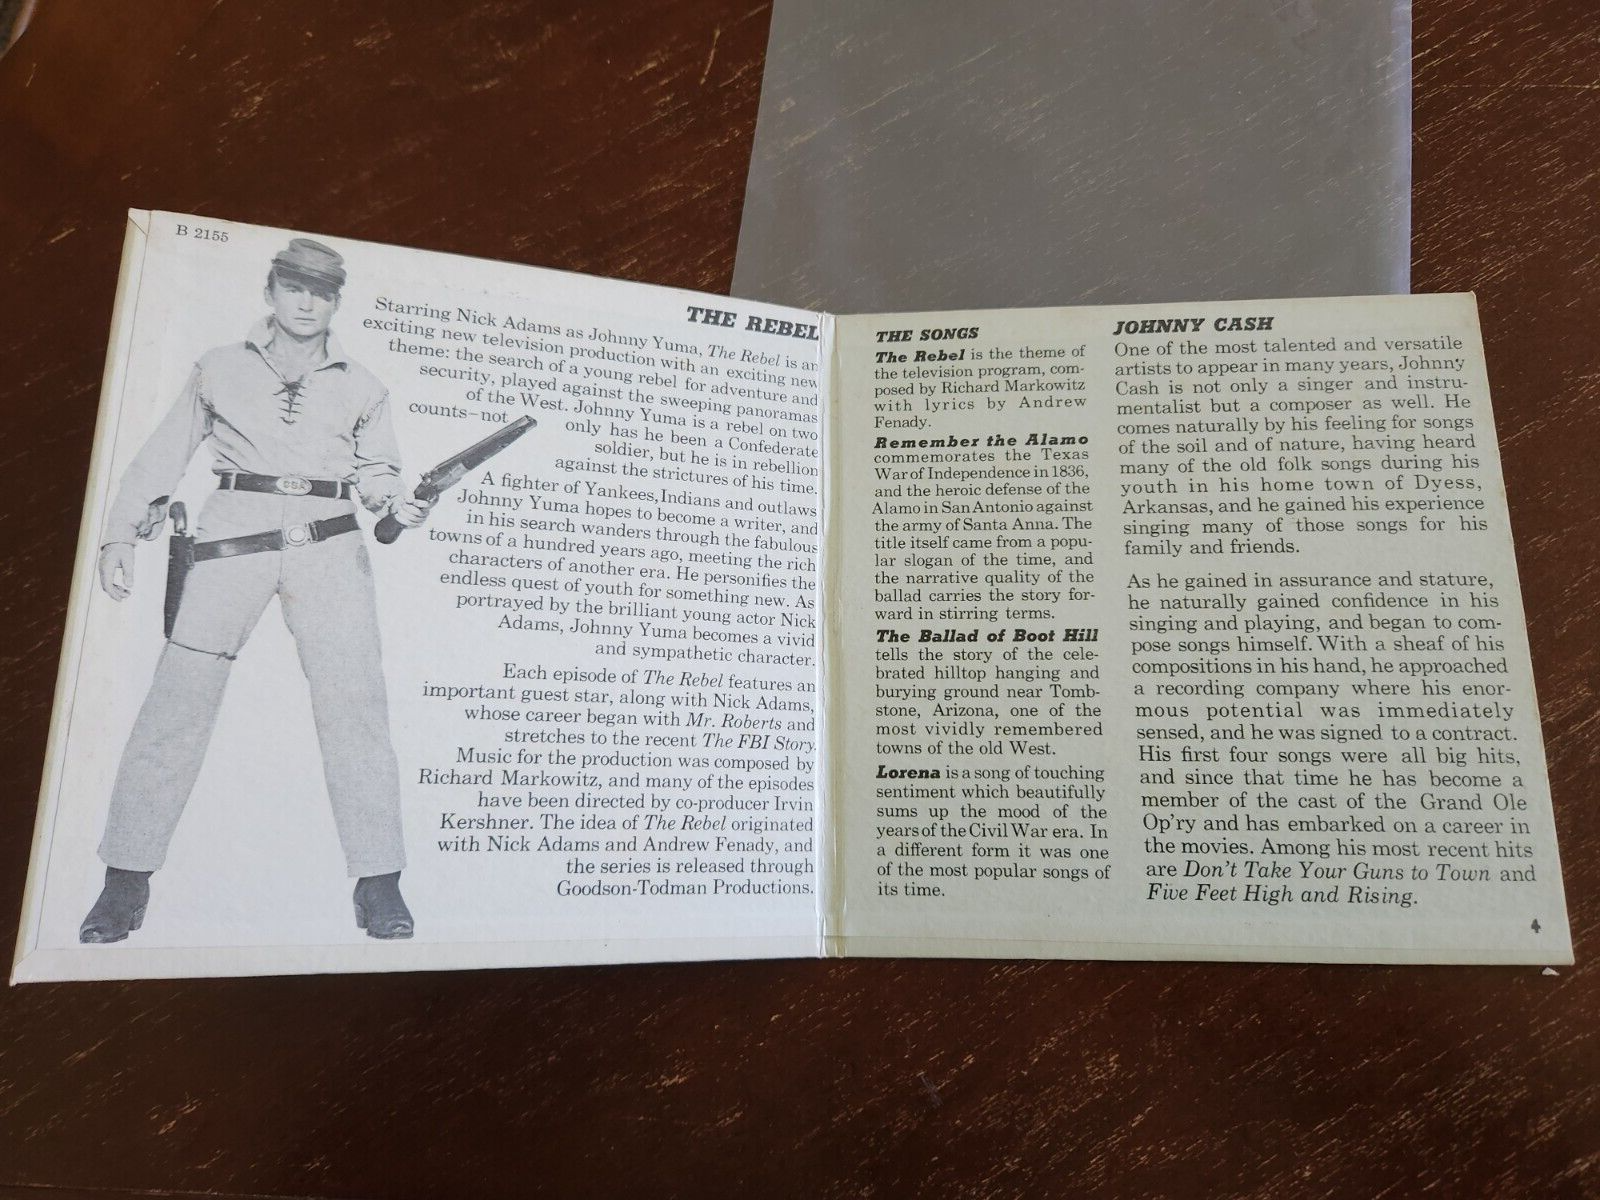 B 2155
THE REBEL
Starring Nick Adams as Johnny Yuma, The Rebel is an
exciting new television production with an exciting new
theme: the search of a young rebel for adventure and
security, played against the sweeping panoramas
of the West. Johnny Yuma is a rebel on two
counts–not only has he been a Confederate
soldier, but he is in rebellion
against the strictures of his time.
A fighter of Yankees, Indians and outlaws
Johnny Yuma hopes to become a writer, and
in his search wanders through the fabulous
towns of a hundred years ago, meeting the rich
characters of another era. He personifies the
endless quest of youth for something new. As
portrayed by the brilliant young actor Nick
Adams, Johnny Yuma becomes a vivid
and sympathetic character.
Each episode of The Rebel features an
important guest star, along with Nick Adams,
whose career began with Mr. Roberts and
stretches to the recent The FBI Story.
Music for the production was composed by
Richard Markowitz, and many of the episodes
have been directed by co-producer Irvin
Kershner. The idea of The Rebel originated
with Nick Adams and Andrew Fenady, and
the series is released through
Goodson-Todman Productions.
THE SONGS
The Rebel is the theme of
the television program, com-
posed by Richard Markowitz
with lyrics by Andrew
Fenady.
Remember the Alamo
commemorates the Texas
War of Independence in 1836,
and the heroic defense of the
Alamo in San Antonio against
the army of Santa Anna. The
title itself came from a popu-
lar slogan of the time, and
the narrative quality of the
ballad carries the story for-
ward in stirring terms.
The Ballad of Boot Hill
tells the story of the cele-
brated hilltop hanging and
burying ground near Tomb-
stone, Arizona, one of the
most vividly remembered
towns of the old West.
Lorena is a song of touching
sentiment which beautifully
sums up the mood of the
years of the Civil War era. In
a different form it was one
of the most popular songs of
its time.
JOHNNY CASH
One of the most talented and versatile
artists to appear in many years, Johnny
Cash is not only a singer and instru-
mentalist but a composer as well. He
comes naturally by his feeling for songs
of the soil and of nature, having heard
many of the old folk songs during his
youth in his home town of Dyess,
Arkansas, and he gained his experience
singing many of those songs for his
family and friends.
As he gained in assurance and stature,
he naturally gained confidence in his
singing and playing, and began to com-
pose songs himself. With a sheaf of his
compositions in his hand, he approached
a recording company where his enor-
mous potential was immediately
sensed, and he was signed to a contract.
His first four songs were all big hits,
and since that time he has become a
member of the cast of the Grand Ole
Op'ry and has embarked on a career in
the movies. Among his most recent hits
are Don't Take Your Guns to Town and
Five Feet High and Rising.
4